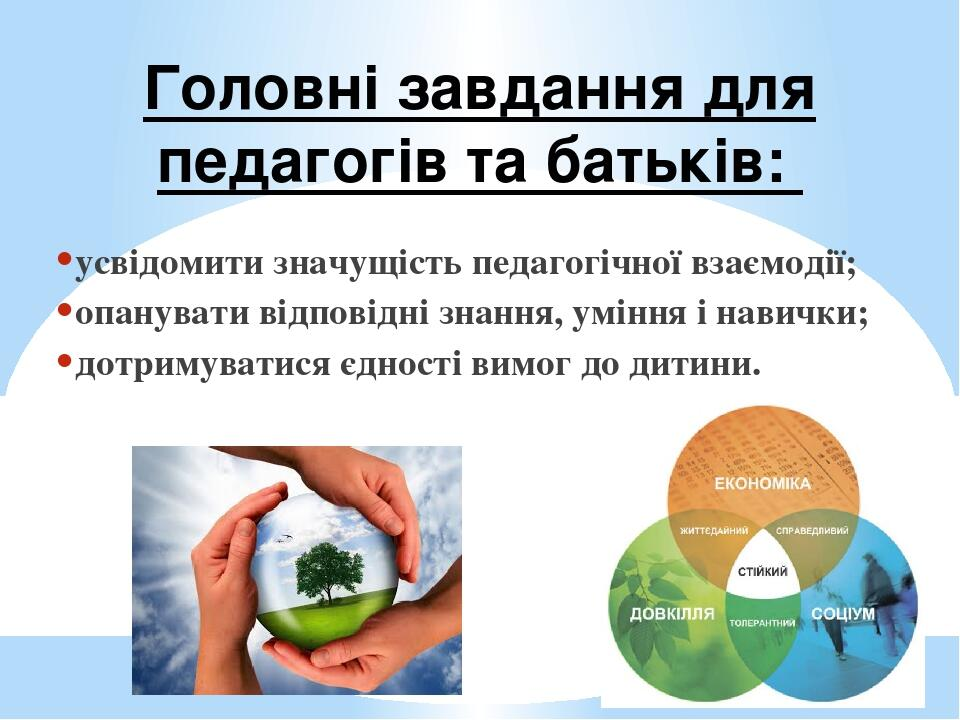 Головні завдання для
педагогів та батьків:
•усвідомити значущість педагогічної взаємодії;
•опанувати відповідні знання, уміння і навички;
•дотримуватися єдності вимог до дитини.
ЕКОНОМІКА
ЖИТТЄДАЙНИЙ
СПРАВЕДЛИВИЙ
СТІЙКИЙ
ДОВКІЛЛЯ
ТОЛЕРАНТНИЙ
СОЦІУМ